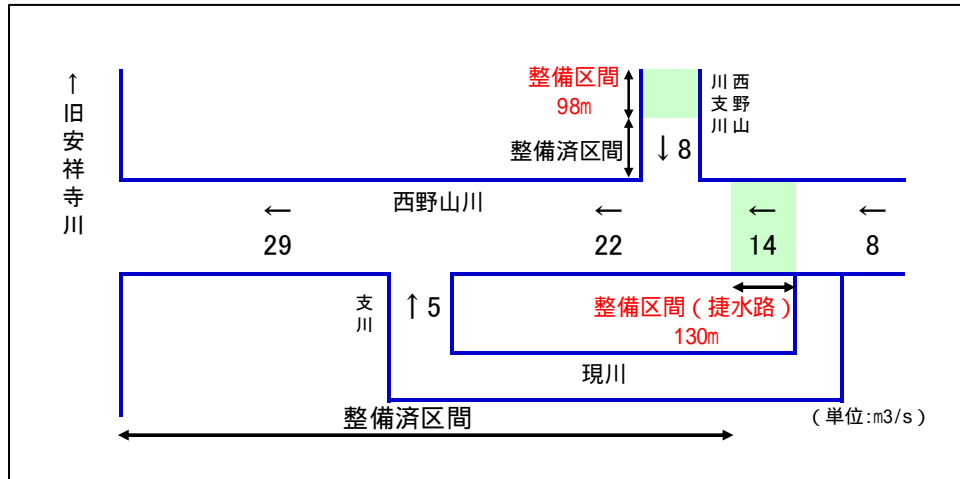 ↑旧安祥寺川
整備区間
98m
整備済区間
西野山
川支川
↓8
西野山川
←
29
←
22
←
14
←
8
支川
↑5
整備区間（捷水路）
130m
現川
整備済区間
（単位:m3/s）